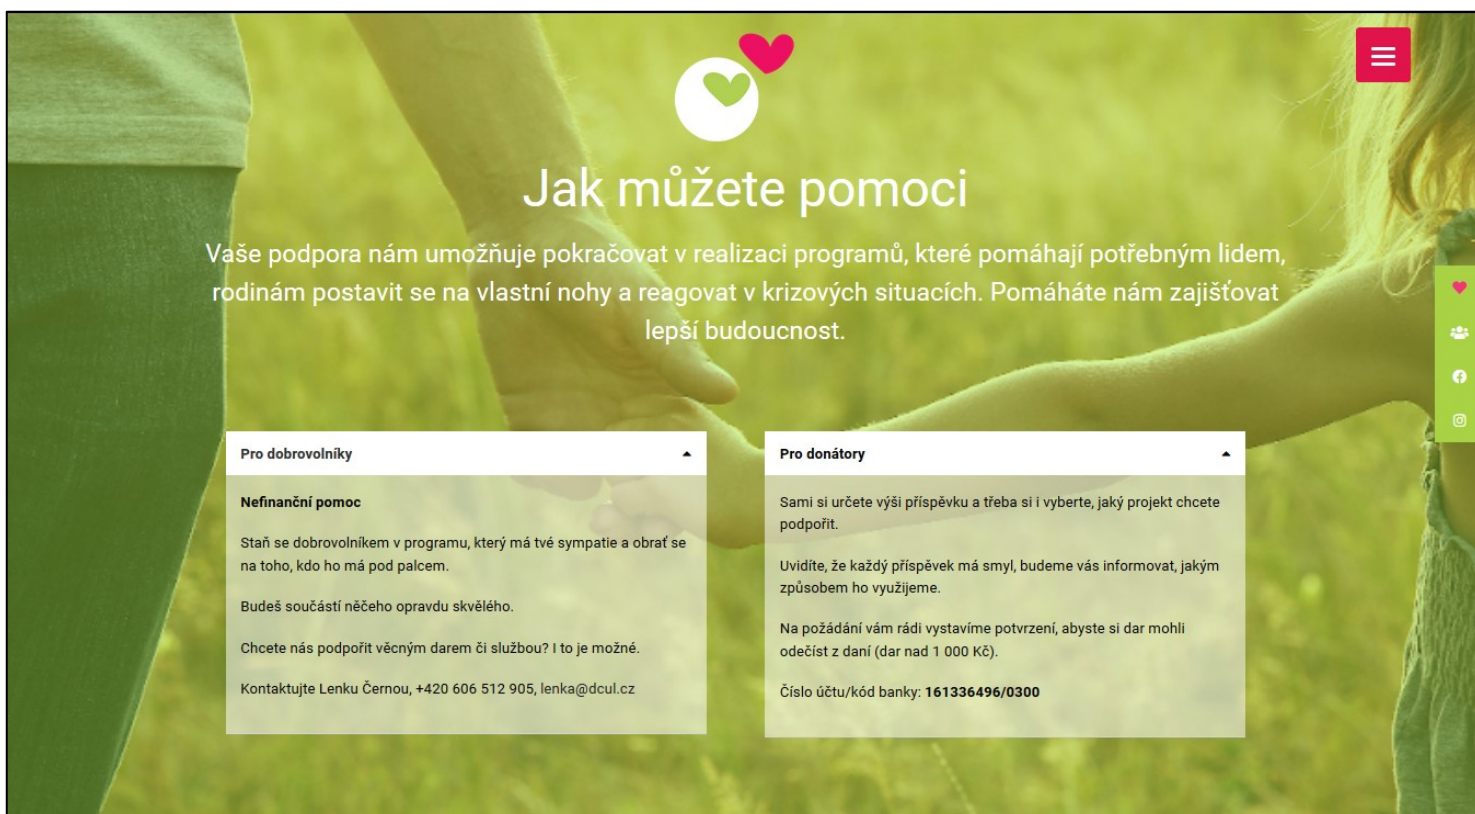 Jak můžete pomoci
Vaše podpora nám umožňuje pokračovat v realizaci programů, které pomáhají potřebným lidem,
rodinám postavit se na vlastní nohy a reagovat v krizových situacích. Pomáháte nám zajišťovat
lepší budoucnost.
Pro dobrovolníky
Nefinanční pomoc
Staň se dobrovolníkem v programu, který má tvé sympatie a obrať se
na toho, kdo ho má pod palcem.
Budeš součástí něčeho opravdu skvělého.
Chcete nás podpořit věcným darem či službou? I to je možné.
Kontaktujte Lenku Černou, +420 606 512 905, lenka@dcul.cz
Pro donátory
Sami si určete výši příspěvku a třeba si i vyberte, jaký projekt chcete
podpořit.
Uvidíte, že každý příspěvek má smyl, budeme vás informovat, jakým
způsobem ho využijeme.
Na požádání vám rádi vystavíme potvrzení, abyste si dar mohli
odečíst z daní (dar nad 1 000 Kč).
Číslo účtu/kód banky: 161336496/0300